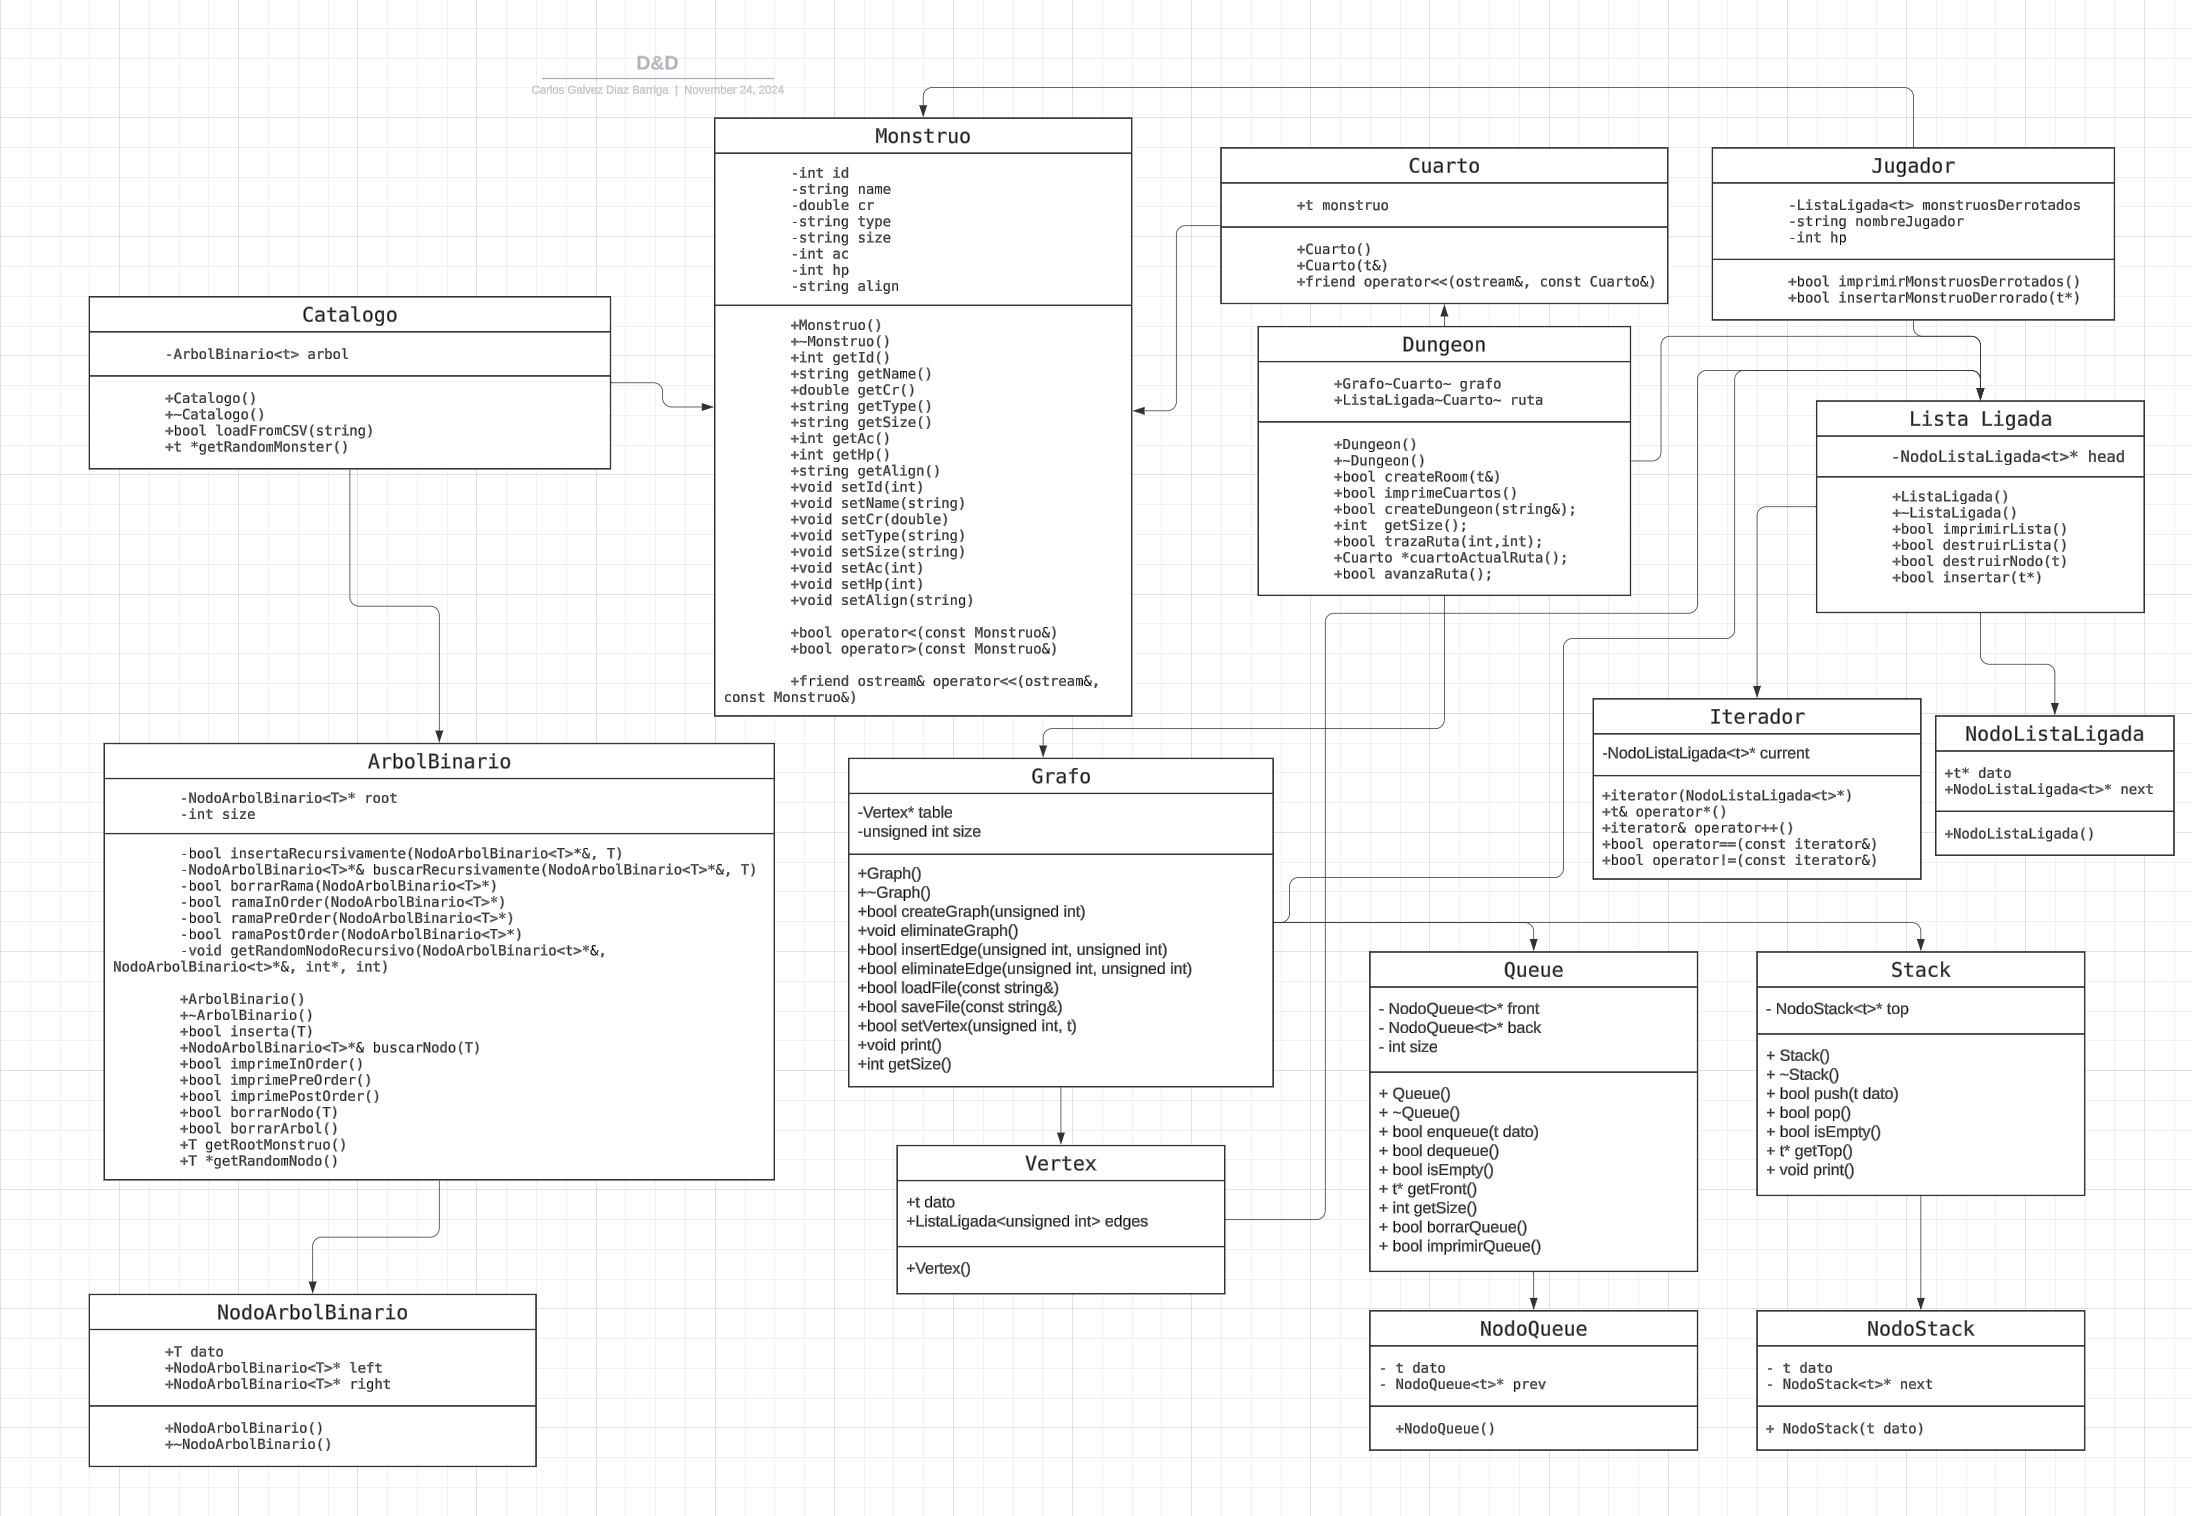 D&D
Carlos Galvez Diaz Barriga | November 24, 2024
Monstruo
-int id
-string name
-double cr
-string type
-string size
-int ac
-int hp
-string align
+Monstruo()
+~Monstruo()
+int getId()
+string getName()
+double getCr()
+string getType()
+string getSize()
+int getAc()
+int getHp()
+string getAlign()
+void setId(int)
+void setName(string)
+void setCr(double)
+void setType(string)
+void setSize(string)
+void setAc(int)
+void setHp(int)
+void setAlign(string)
+bool operator<(const Monstruo&)
+bool operator>(const Monstruo&)
+friend ostream& operator<<(ostream&,
const Monstruo&)
Cuarto
+t monstruo
+Cuarto()
+Cuarto(t&)
+friend operator<<(ostream&, const Cuarto&)
Jugador
-ListaLigada<t> monstruosDerrotados
-string nombreJugador
-int hp
+bool imprimirMonstruosDerrotados()
+bool insertarMonstruoDerrorado(t*)
Catalogo
-ArbolBinario<t> arbol
+Catalogo()
+~Catalogo()
+bool loadFromCSV(string)
+t *getRandomMonster()
Dungeon
+Grafo~Cuarto~ grafo
+ListaLigada~Cuarto~ ruta
+Dungeon()
+~Dungeon()
+bool createRoom(t&)
+bool imprimeCuartos()
+bool createDungeon(string&);
+int  getSize();
+bool trazaRuta(int,int);
+Cuarto *cuartoActualRuta();
+bool avanzaRuta();
Lista Ligada
-NodoListaLigada<t>* head
+ListaLigada()
+~ListaLigada()
+bool imprimirLista()
+bool destruirLista()
+bool destruirNodo(t)
+bool insertar(t*)
Iterador
-NodoListaLigada<t>* current
+iterator(NodoListaLigada<t>*)
+t& operator*()
+iterator& operator++()
+bool operator==(const iterator&)
+bool operator!=(const iterator&)
NodoListaLigada
+t* dato
+NodoListaLigada<t>* next
+NodoListaLigada()
ArbolBinario
-NodoArbolBinario<T>* root
-int size
-bool insertaRecursivamente(NodoArbolBinario<T>*&, T)
-NodoArbolBinario<T>*& buscarRecursivamente(NodoArbolBinario<T>*&, T)
-bool borrarRama(NodoArbolBinario<T>*)
-bool ramaInOrder(NodoArbolBinario<T>*)
-bool ramaPreOrder(NodoArbolBinario<T>*)
-bool ramaPostOrder(NodoArbolBinario<T>*)
-void getRandomNodoRecursivo(NodoArbolBinario<t>*&,
NodoArbolBinario<t>*&, int*, int)
+ArbolBinario()
+~ArbolBinario()
+bool inserta(T)
+NodoArbolBinario<T>*& buscarNodo(T)
+bool imprimeInOrder()
+bool imprimePreOrder()
+bool imprimePostOrder()
+bool borrarNodo(T)
+bool borrarArbol()
+T getRootMonstruo()
+T *getRandomNodo()
Grafo
-Vertex* table
-unsigned int size
+Graph()
+~Graph()
+bool createGraph(unsigned int)
+void eliminateGraph()
+bool insertEdge(unsigned int, unsigned int)
+bool eliminateEdge(unsigned int, unsigned int)
+bool loadFile(const string&)
+bool saveFile(const string&)
+bool setVertex(unsigned int, t)
+void print()
+int getSize()
Queue
- NodoQueue<t>* front
- NodoQueue<t>* back
- int size
+ Queue()
+ ~Queue()
+ bool enqueue(t dato)
+ bool dequeue()
+ bool isEmpty()
+ t* getFront()
+ int getSize()
+ bool borrarQueue()
+ bool imprimirQueue()
Stack
- NodoStack<t>* top
+ Stack()
+ ~Stack()
+ bool push(t dato)
+ bool pop()
+ bool isEmpty()
+ t* getTop()
+ void print()
Vertex
+t dato
+ListaLigada<unsigned int> edges
+Vertex()
NodoArbolBinario
+T dato
+NodoArbolBinario<T>* left
+NodoArbolBinario<T>* right
+NodoArbolBinario()
+~NodoArbolBinario()
NodoQueue
- t dato
- NodoQueue<t>* prev
+NodoQueue()
NodoStack
- t dato
- NodoStack<t>* next
+ NodoStack(t dato)